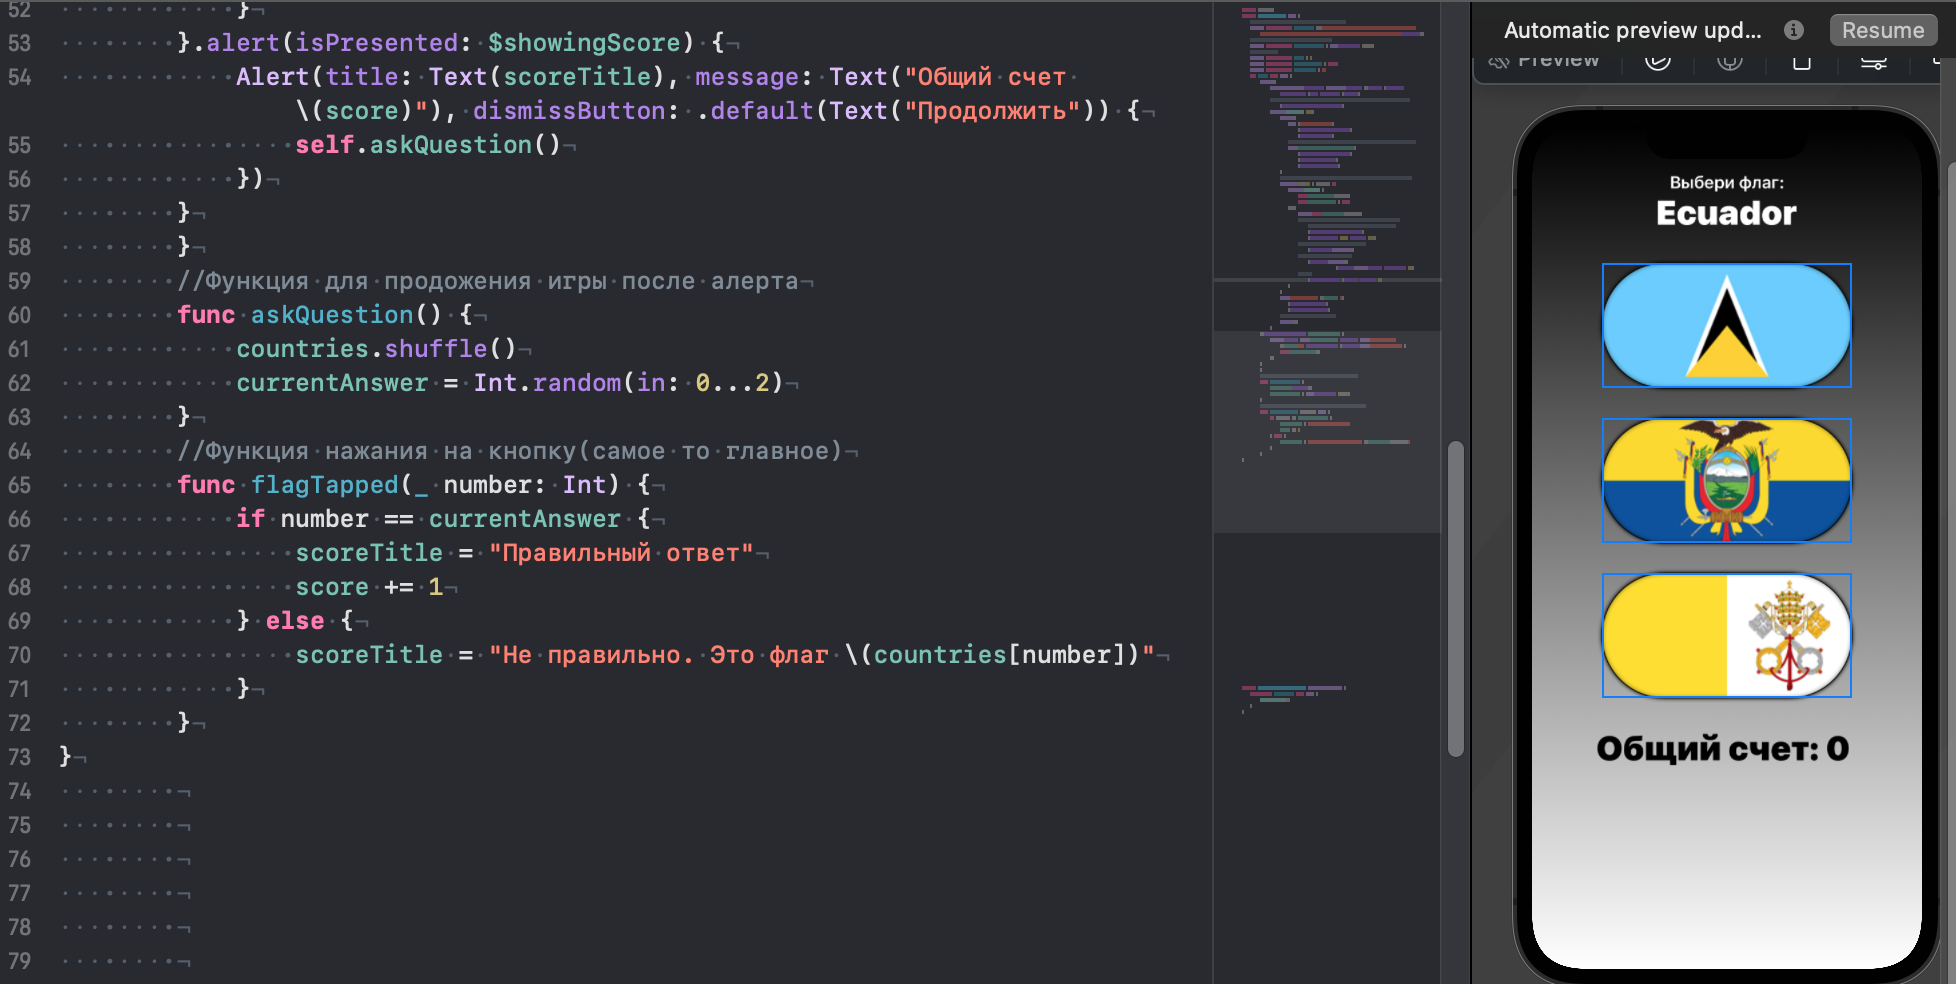 52 }¬
53 }.alert(isPresented: $showingScore) {¬
54 Alert(title: Text(scoreTitle), message: Text("Общий счет
\(score)"), dismissButton: .default(Text("Продолжить")) {¬
55 self.askQuestion()¬
56 })¬
57 }¬
58 }¬
59 //Функция для продожения игры после алерта¬
60 func askQuestion() {¬
61 countries.shuffle()¬
62 currentAnswer = Int.random(in: 0...2)¬
63 }¬
64 //Функция нажания на кнопку(самое то главное)¬
65 func flagTapped(_ number: Int) {¬
66 if number == currentAnswer {¬
67 scoreTitle = "Правильный ответ"¬
68 score += 1¬
69 } else {¬
70 scoreTitle = "Не правильно. Это флаг \(countries[number])"¬
71 }¬
72 }¬
73 }¬
74 ¬
75 ¬
76 ¬
77 ¬
78 ¬
79 ¬
Automatic preview upd...
Resume
Preview
Выбери флаг:
Ecuador
Общий счет: 0